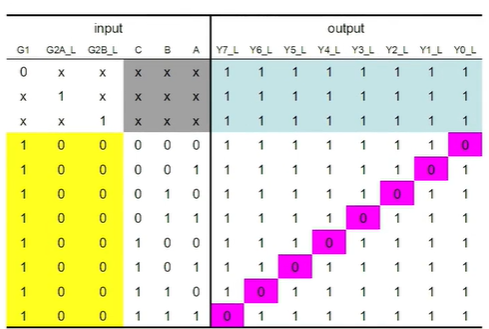 input output
G1 G2A_L G2B_L C B A Y7_L Y6_L Y5_L Y4_L Y3_L Y2_L Y1_L Y0_L
0 x x x x x 1 1 1 1 1 1 1 1
x 1 x x x x 1 1 1 1 1 1 1 1
x x 1 x x x 1 1 1 1 1 1 1 1
1 0 0 0 0 0 1 1 1 1 1 1 1 0
1 0 0 0 0 1 1 1 1 1 1 1 0 1
1 0 0 0 1 0 1 1 1 1 1 0 1 1
1 0 0 0 1 1 1 1 1 1 0 1 1 1
1 0 0 1 0 0 1 1 1 0 1 1 1 1
1 0 0 1 0 1 1 1 0 1 1 1 1 1
1 0 0 1 1 0 1 0 1 1 1 1 1 1
1 0 0 1 1 1 0 1 1 1 1 1 1 1